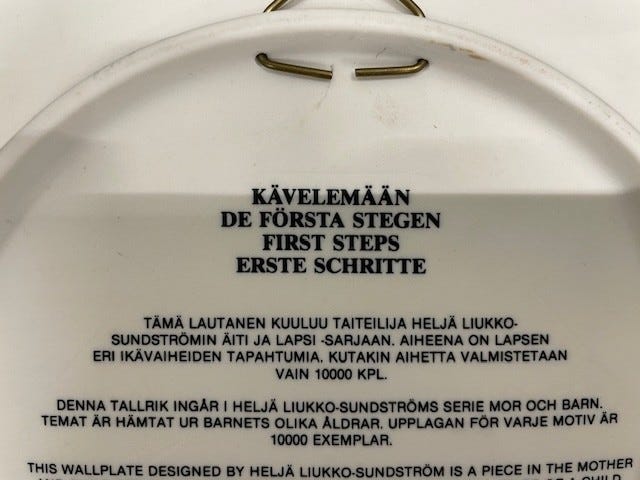 KÄVELEMÄÄN
DE FÖRSTA STEGEN
FIRST STEPS
ERSTE SCHRITTE
TÄMÄ LAUTANEN KUULUU TAITEILIJA HELJÄ LIUKKO-
SUNDSTRÖMIN ÄITI JA LAPSI -SARJAAN. AIHEENA ON LAPSEN
ERI IKÄVAIHEIDEN TAPAHTUMIA. KUTAKIN AIHETTA VALMISTETAAN
VAIN 10000 KPL.
DENNA TALLRIK INGÅR I HELJÄ LIUKKO-SUNDSTRÖMS SERIE MOR OCH BARN.
TEMAT ÄR HÄMTAT UR BARNETS OLIKA ÅLDRAR. UPPLAGAN FÖR VARJE MOTIV ÄR
10000 EXEMPLAR.
THIS WALLPLATE DESIGNED BY HELJÄ LIUKKO-SUNDSTRÖM IS A PIECE IN THE MOTHER